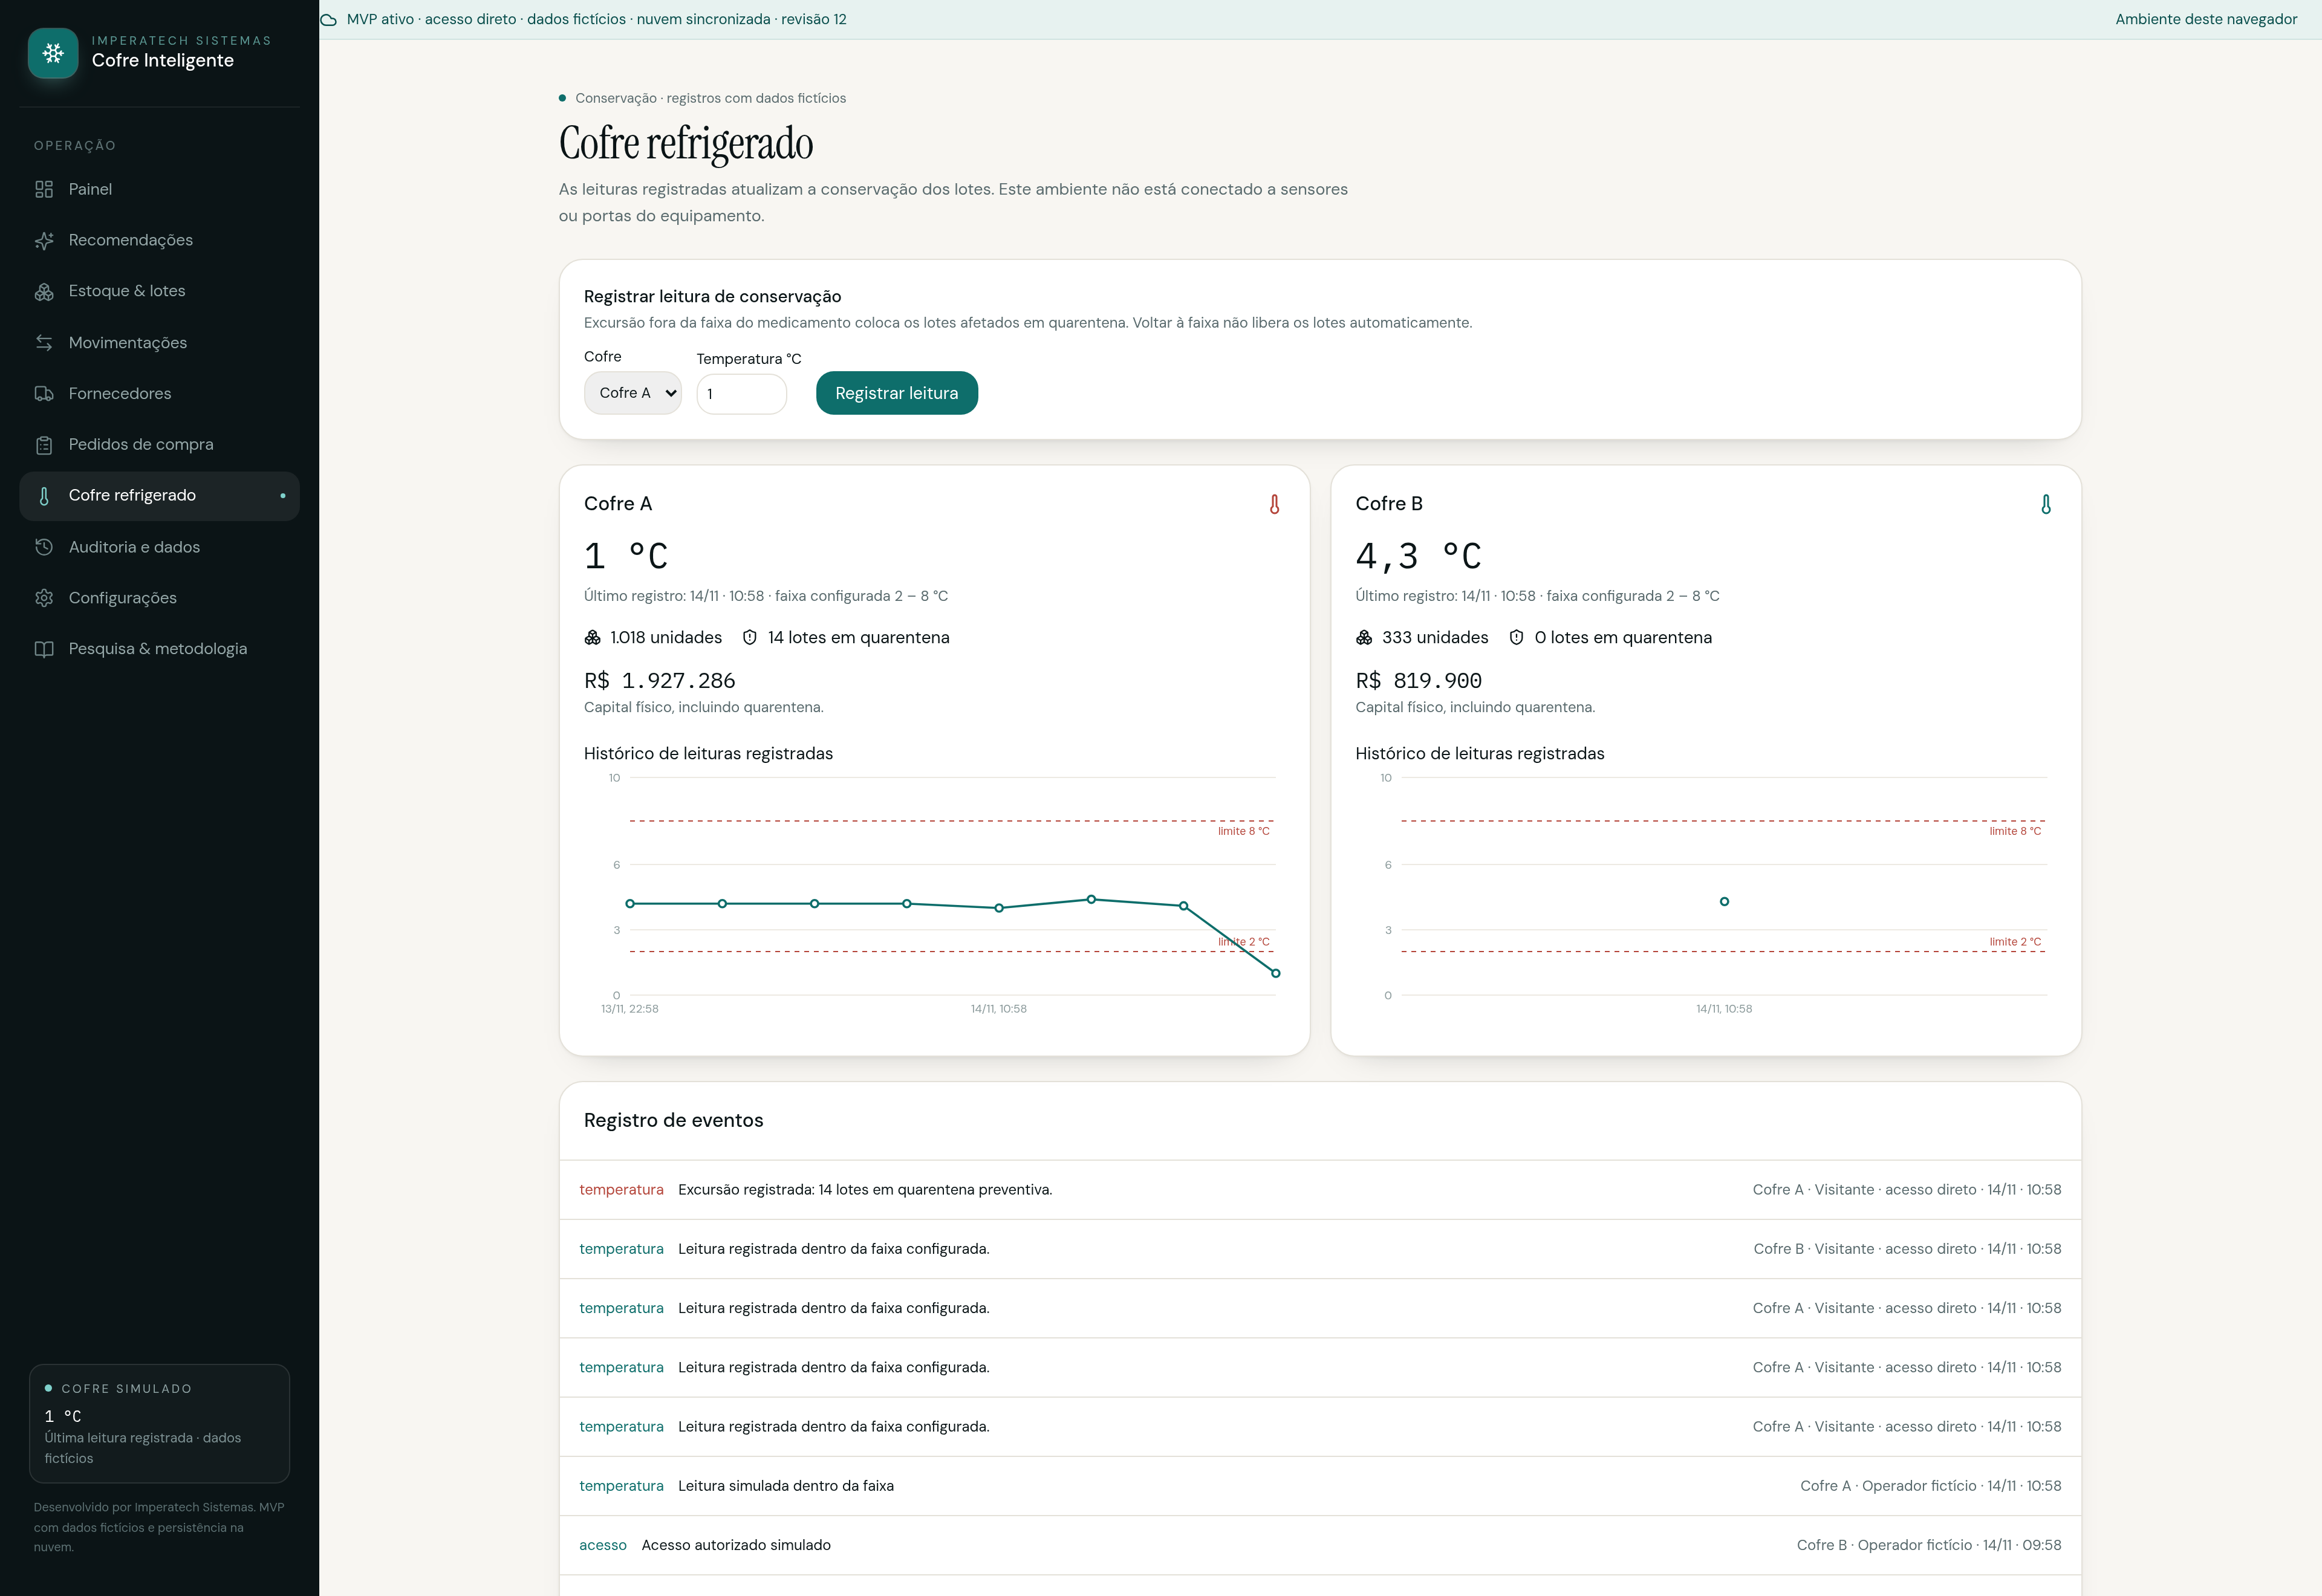 IMPERATECH SISTEMAS
Cofre Inteligente
OPERAÇÃO
Painel
Recomendações
Estoque & lotes
Movimentações
Fornecedores
Pedidos de compra
Cofre refrigerado
Auditoria e dados
Configurações
Pesquisa & metodologia
COFRE SIMULADO
1 °C
Última leitura registrada · dados
fictícios
Desenvolvido por Imperatech Sistemas. MVP
com dados fictícios e persistência na
nuvem.
MVP ativo · acesso direto · dados fictícios · nuvem sincronizada · revisão 12
Ambiente deste navegador
Conservação · registros com dados fictícios
Cofre refrigerado
As leituras registradas atualizam a conservação dos lotes. Este ambiente não está conectado a sensores
ou portas do equipamento.
Registrar leitura de conservação
Excursão fora da faixa do medicamento coloca os lotes afetados em quarentena. Voltar à faixa não libera os lotes automaticamente.
Cofre
Temperatura °C
Cofre A
1
Registrar leitura
Cofre A
1 °C
Último registro: 14/11 · 10:58 · faixa configurada 2 – 8 °C
1.018 unidades
14 lotes em quarentena
R$ 1.927.286
Capital físico, incluindo quarentena.
Histórico de leituras registradas
10
limite 8 °C
6
3
limite 2 °C
0
13/11, 22:58
14/11, 10:58
Cofre B
4,3 °C
Último registro: 14/11 · 10:58 · faixa configurada 2 – 8 °C
333 unidades
0 lotes em quarentena
R$ 819.900
Capital físico, incluindo quarentena.
Histórico de leituras registradas
10
limite 8 °C
6
3
limite 2 °C
0
14/11, 10:58
Registro de eventos
temperatura Excursão registrada: 14 lotes em quarentena preventiva. Cofre A · Visitante · acesso direto · 14/11 · 10:58
temperatura Leitura registrada dentro da faixa configurada. Cofre B · Visitante · acesso direto · 14/11 · 10:58
temperatura Leitura registrada dentro da faixa configurada. Cofre A · Visitante · acesso direto · 14/11 · 10:58
temperatura Leitura registrada dentro da faixa configurada. Cofre A · Visitante · acesso direto · 14/11 · 10:58
temperatura Leitura registrada dentro da faixa configurada. Cofre A · Visitante · acesso direto · 14/11 · 10:58
temperatura Leitura simulada dentro da faixa Cofre A · Operador fictício · 14/11 · 10:58
acesso Acesso autorizado simulado Cofre B · Operador fictício · 14/11 · 09:58